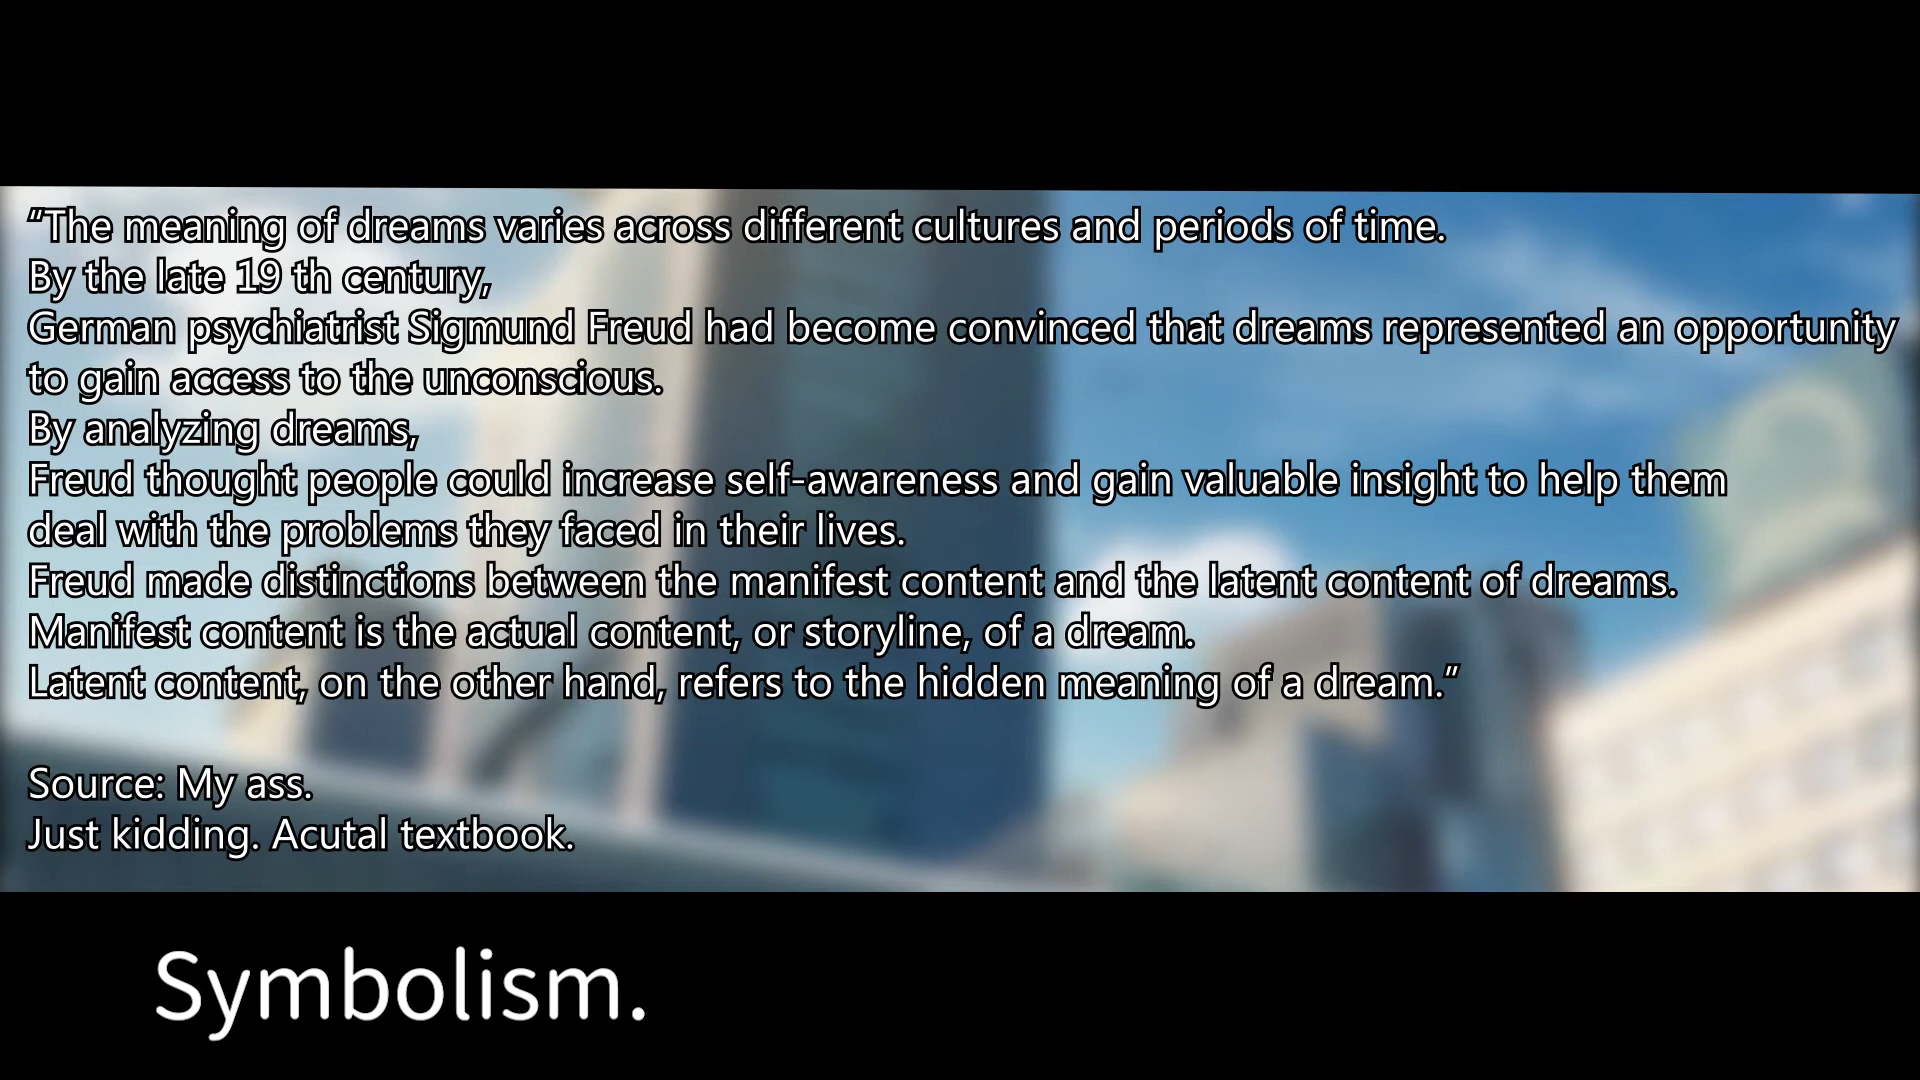 “The meaning of dreams varies across different cultures and periods of time.
By the late 19 th century,
German psychiatrist Sigmund Freud had become convinced that dreams represented an opportunity
to gain access to the unconscious.
By analyzing dreams,
Freud thought people could increase self-awareness and gain valuable insight to help them
deal with the problems they faced in their lives.
Freud made distinctions between the manifest content and the latent content of dreams.
Manifest content is the actual content, or storyline, of a dream.
Latent content, on the other hand, refers to the hidden meaning of a dream.”
Source: My ass.
Just kidding. Acutal textbook.
Symbolism.